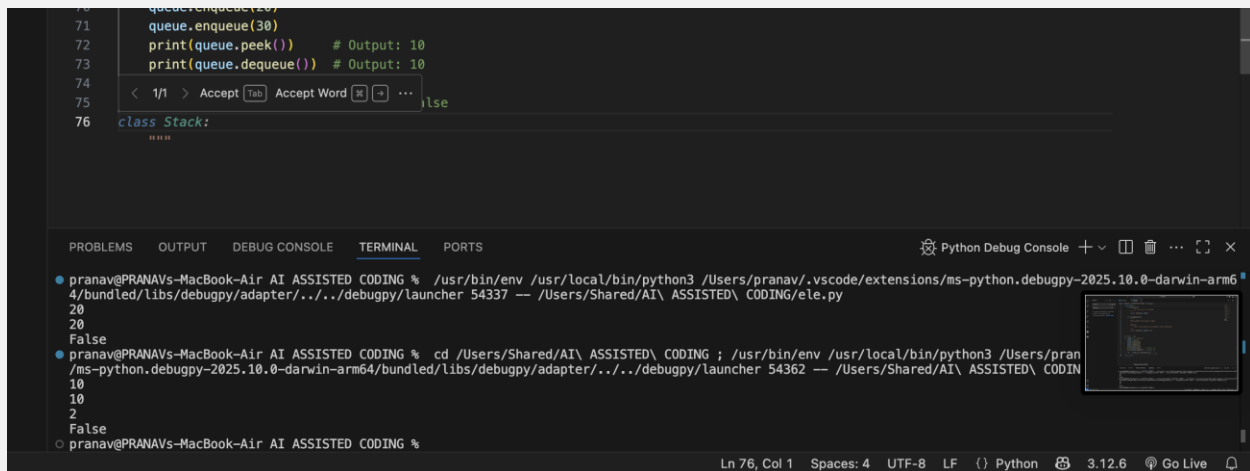 70 queue.enqueue(20)
71 queue.enqueue(30)
72 print(queue.peek()) # Output: 10
73 print(queue.dequeue()) # Output: 10
74
1/1 Accept Tab Accept Word ⌘ → ...
75 lse
76 class Stack:
"""
PROBLEMS OUTPUT DEBUG CONSOLE TERMINAL PORTS Python Debug Console
pranav@PRANAVs-MacBook-Air AI ASSISTED CODING % /usr/bin/env /usr/local/bin/python3 /Users/pranav/.vscode/extensions/ms-python.debugpy-2025.10.0-darwin-arm6
4/bundled/libs/debugpy/adapter/../../debugpy/launcher 54337 -- /Users/Shared/AI\ ASSISTED\ CODING/ele.py
20
20
False
pranav@PRANAVs-MacBook-Air AI ASSISTED CODING % cd /Users/Shared/AI\ ASSISTED\ CODING ; /usr/bin/env /usr/local/bin/python3 /Users/pran
/ms-python.debugpy-2025.10.0-darwin-arm64/bundled/libs/debugpy/adapter/../../debugpy/launcher 54362 -- /Users/Shared/AI\ ASSISTED\ CODIN
10
10
2
False
pranav@PRANAVs-MacBook-Air AI ASSISTED CODING %
Ln 76, Col 1 Spaces: 4 UTF-8 LF {} Python 3.12.6 Go Live